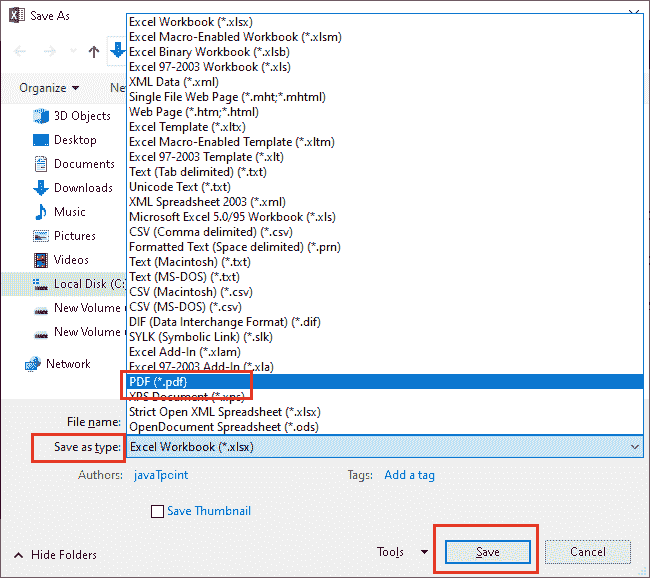 Save As
Organize
Ne
3D Objects
Desktop
Documents
Downloads
Music
Pictures
Videos
Local Disk (C:
New Volume
New Volume
Network
Excel Workbook (*.xlsx)
Excel Macro-Enabled Workbook (*.xlsm)
Excel Binary Workbook (*.xlsb)
Excel 97-2003 Workbook (*.xls)
XML Data (*.xml)
Single File Web Page (*.mht;*.mhtml)
Web Page (*.htm;*.html)
Excel Template (*.xltx)
Excel Macro-Enabled Template (*.xltm)
Excel 97-2003 Template (*.xlt)
Text (Tab delimited) (*.txt)
Unicode Text (*.txt)
XML Spreadsheet 2003 (*.xml)
Microsoft Excel 5.0/95 Workbook (*.xls)
CSV (Comma delimited) (*.csv)
Formatted Text (Space delimited) (*.prn)
Text (Macintosh) (*.txt)
Text (MS-DOS) (*.txt)
CSV (Macintosh) (*.csv)
CSV (MS-DOS) (*.csv)
DIF (Data Interchange Format) (*.dif)
SYLK (Symbolic Link) (*.slk)
Excel Add-In (*.xlam)
Excel 97-2003 Add-In (*.xla)
PDF (*.pdf)
XPS Document (*.xps)
Strict Open XML Spreadsheet (*.xlsx)
OpenDocument Spreadsheet (*.ods)
File name:
Save as type: Excel Workbook (*.xlsx)
Authors: javaTpoint Tags: Add a tag
Save Thumbnail
Hide Folders Tools Save Cancel